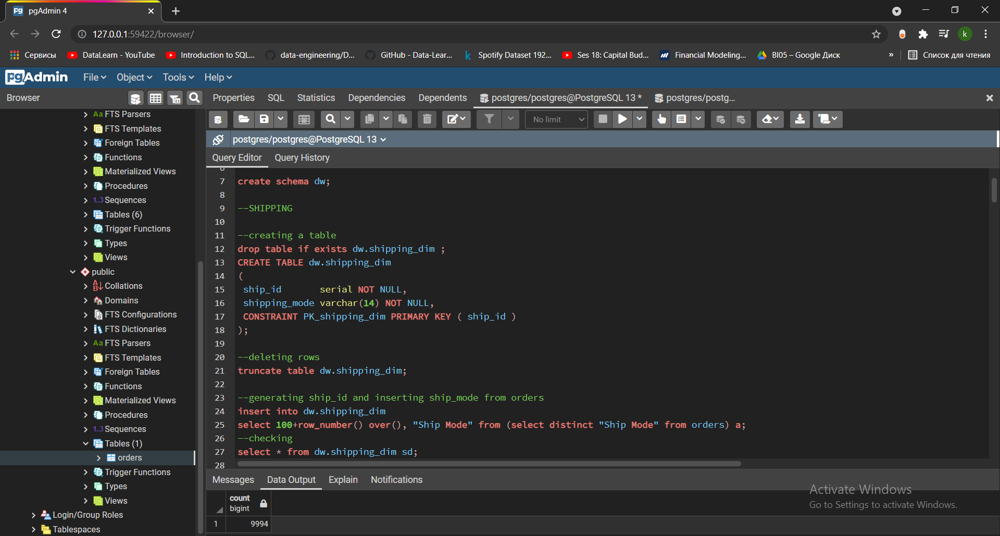 pgAdmin 4
127.0.0.1:59422/browser/
k
Сервисы
DataLearn - YouTube
Introduction to SQL...
data-engineering/D...
GitHub - Data-Lear...
Spotify Dataset 192...
Ses 18: Capital Bud...
Financial Modeling...
BI05 – Google Диск
»
Список для чтения
pgAdmin
File
Object
Tools
Help
Browser
Properties
SQL
Statistics
Dependencies
Dependents
postgres/postgres@PostgreSQL 13 *
postgres/postg...
No limit
postgres/postgres@PostgreSQL 13
Query Editor
Query History
FTS Parsers
FTS Templates
Foreign Tables
Functions
Materialized Views
Procedures
1..3 Sequences
Tables (6)
Trigger Functions
Types
Views
public
Collations
Domains
FTS Configurations
FTS Dictionaries
Aa FTS Parsers
FTS Templates
Foreign Tables
Functions
Materialized Views
Procedures
1..3 Sequences
Tables (1)
orders
Trigger Functions
Types
Views
Login/Group Roles
Tablespaces
7 create schema dw;
8
9 --SHIPPING
10
11 --creating a table
12 drop table if exists dw.shipping_dim ;
13 CREATE TABLE dw.shipping_dim
14 (
15 ship_id serial NOT NULL,
16 shipping_mode varchar(14) NOT NULL,
17 CONSTRAINT PK_shipping_dim PRIMARY KEY ( ship_id )
18 );
19
20 --deleting rows
21 truncate table dw.shipping_dim;
22
23 --generating ship_id and inserting ship_mode from orders
24 insert into dw.shipping_dim
25 select 100+row_number() over(), "Ship Mode" from (select distinct "Ship Mode" from orders) a;
26 --checking
27 select * from dw.shipping_dim sd;
28
Messages
Data Output
Explain
Notifications
count
bigint
1 9994
Activate Windows
Go to Settings to activate Windows.